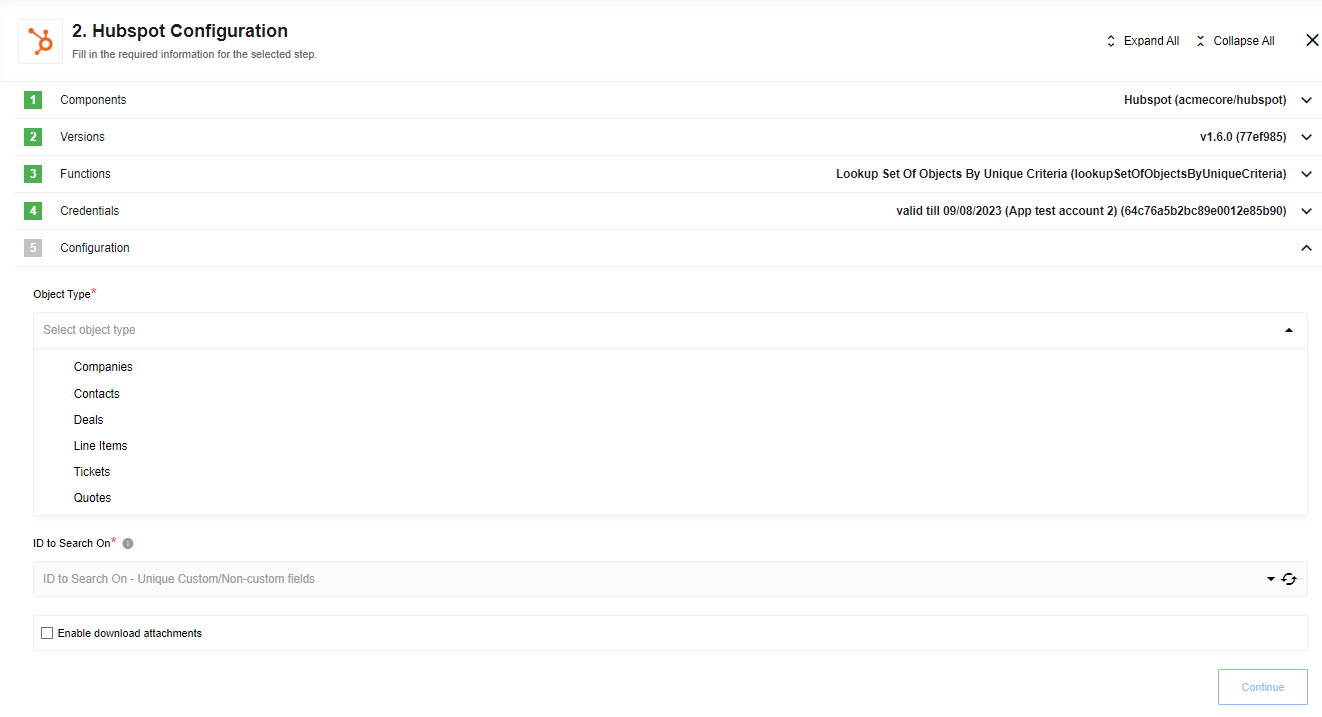 2. Hubspot Configuration
Fill in the required information for the selected step.
Expand All
Collapse All
1 Components Hubspot (acmecore/hubspot)
2 Versions v1.6.0 (77ef985)
3 Functions Lookup Set Of Objects By Unique Criteria (lookupSetOfObjectsByUniqueCriteria)
4 Credentials valid till 09/08/2023 (App test account 2) (64c76a5b2bc89e0012e85b90)
5 Configuration
Object Type*
Select object type
Companies
Contacts
Deals
Line Items
Tickets
Quotes
ID to Search On*
ID to Search On - Unique Custom/Non-custom fields
Enable download attachments
Continue